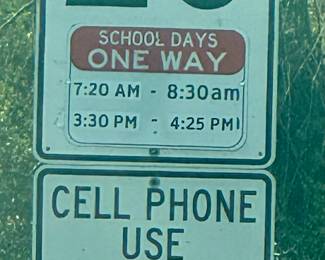 SCHOOL DAYS
ONE WAY
7:20 AM - 8:30am
3:30 PM - 4:25 PM
CELL PHONE
USE